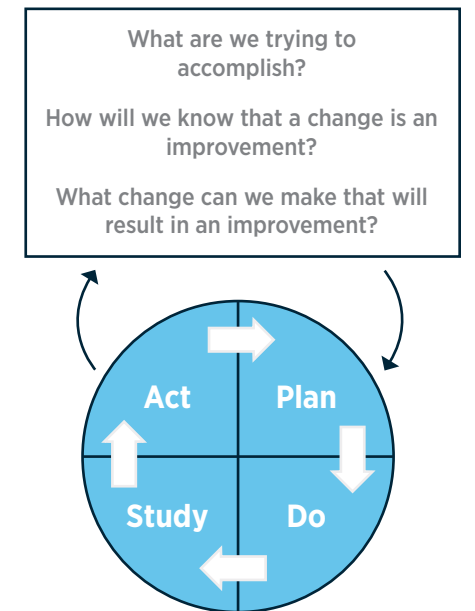 What are we trying to
accomplish?
How will we know that a change is an
improvement?
What change can we make that will
result in an improvement?
Act
Plan
Study
Do